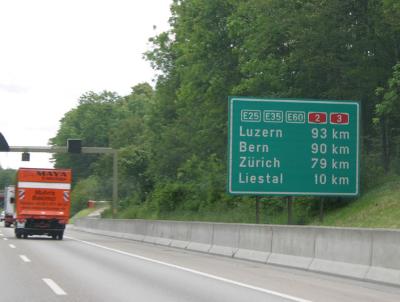 E25 E35 E60 2 3
Luzern 93 km
Bern 90 km
Zürich 79 km
Liestal 10 km
MAYA